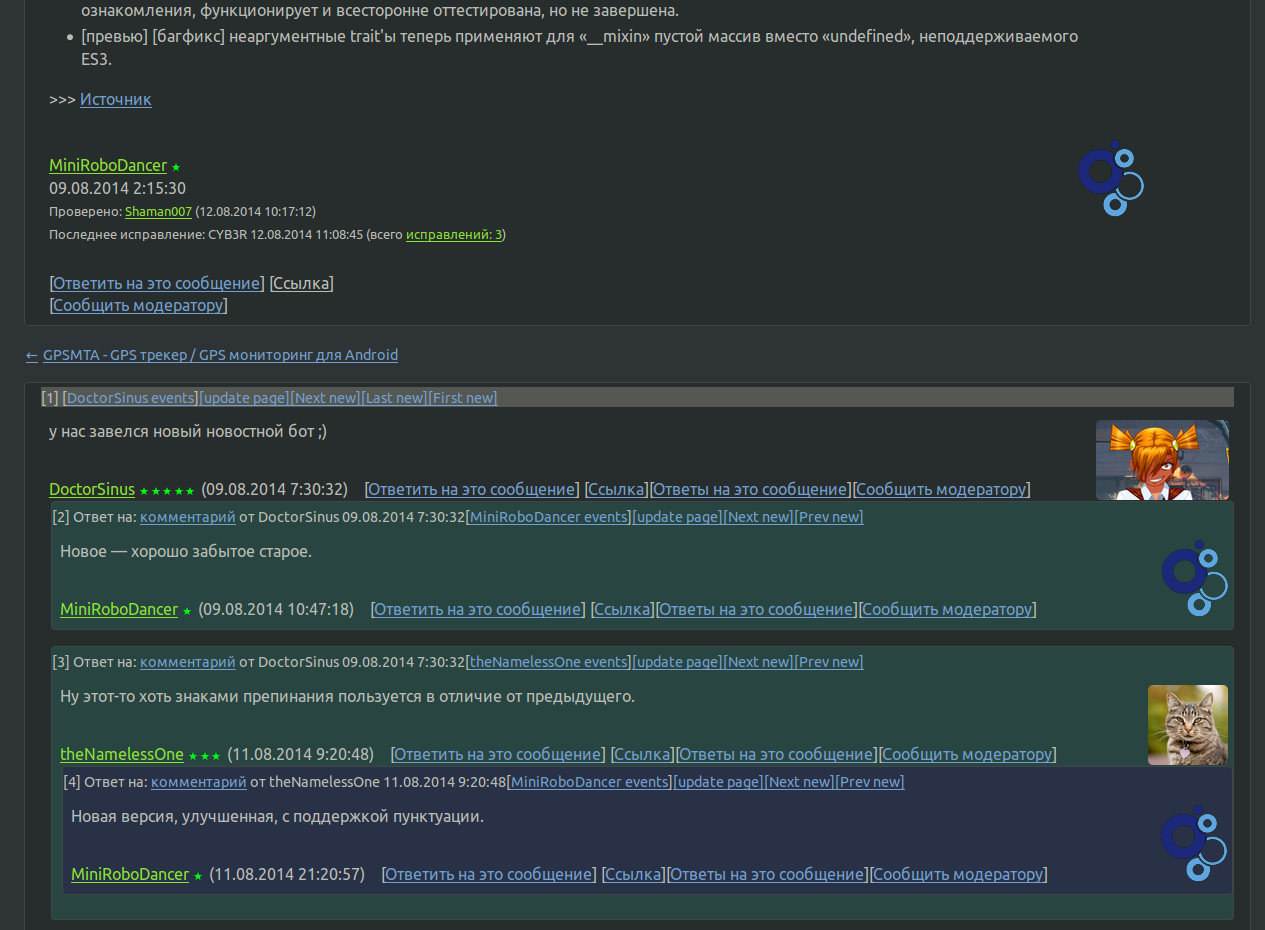 ознакомления, функционирует и всесторонне оттестирована, но не завершена.
• [превью] [багфикс] неаргументные trait'ы теперь применяют для «__mixin» пустой массив вместо «undefined», неподдерживаемого
ES3.
>>> Источник
MiniRoboDancer ★
09.08.2014 2:15:30
Проверено: Shaman007 (12.08.2014 10:17:12)
Последнее исправление: CYB3R 12.08.2014 11:08:45 (всего исправлений: 3)
[Ответить на это сообщение] [Ссылка]
[Сообщить модератору]
← GPSMTA - GPS трекер / GPS мониторинг для Android
[1] [DoctorSinus events][update page][Next new][Last new][First new]
у нас завелся новый новостной бот ;)
DoctorSinus ★★★★★ (09.08.2014 7:30:32) [Ответить на это сообщение] [Ссылка][Ответы на это сообщение][Сообщить модератору]
[2] Ответ на: комментарий от DoctorSinus 09.08.2014 7:30:32[MiniRoboDancer events][update page][Next new][Prev new]
Новое — хорошо забытое старое.
MiniRoboDancer ★ (09.08.2014 10:47:18) [Ответить на это сообщение] [Ссылка][Ответы на это сообщение][Сообщить модератору]
[3] Ответ на: комментарий от DoctorSinus 09.08.2014 7:30:32[theNamelessOne events][update page][Next new][Prev new]
Ну этот-то хоть знаками препинания пользуется в отличие от предыдущего.
theNamelessOne ★★★ (11.08.2014 9:20:48) [Ответить на это сообщение] [Ссылка][Ответы на это сообщение][Сообщить модератору]
[4] Ответ на: комментарий от theNamelessOne 11.08.2014 9:20:48[MiniRoboDancer events][update page][Next new][Prev new]
Новая версия, улучшенная, с поддержкой пунктуации.
MiniRoboDancer ★ (11.08.2014 21:20:57) [Ответить на это сообщение] [Ссылка][Ответы на это сообщение][Сообщить модератору]